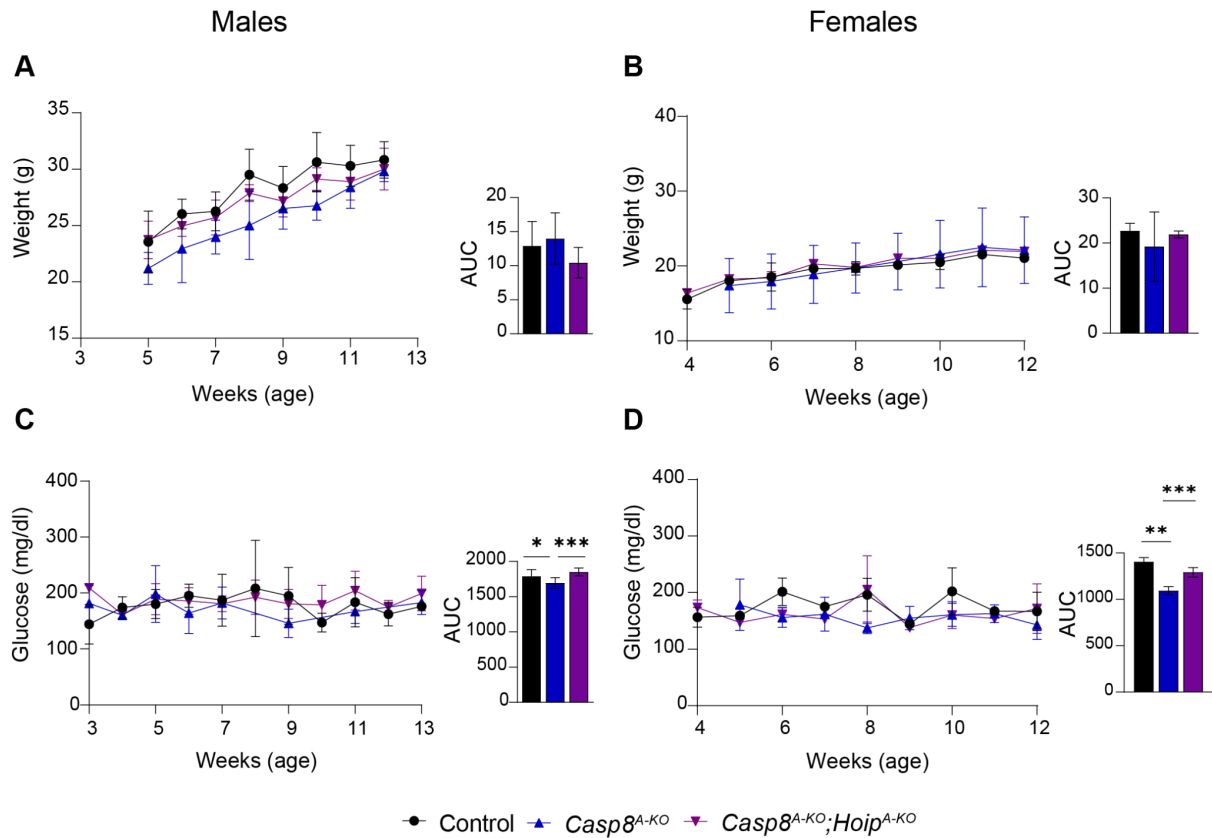 Males
Females
A
B
35
30
25
20
15
Weight (g)
3 5 7 9 11 13
Weeks (age)
20
15
10
5
0
AUC
40
30
20
10
Weight (g)
4 6 8 10 12
Weeks (age)
30
20
10
0
AUC
C
D
400
300
200
100
0
Glucose (mg/dl)
3 5 7 9 11 13
Weeks (age)
* ***
2000
1500
1000
500
0
AUC
400
300
200
100
0
Glucose (mg/dl)
4 6 8 10 12
Weeks (age)
***
**
1500
1000
500
0
AUC
Control Casp8A-KO Casp8A-KO;HoipA-KO